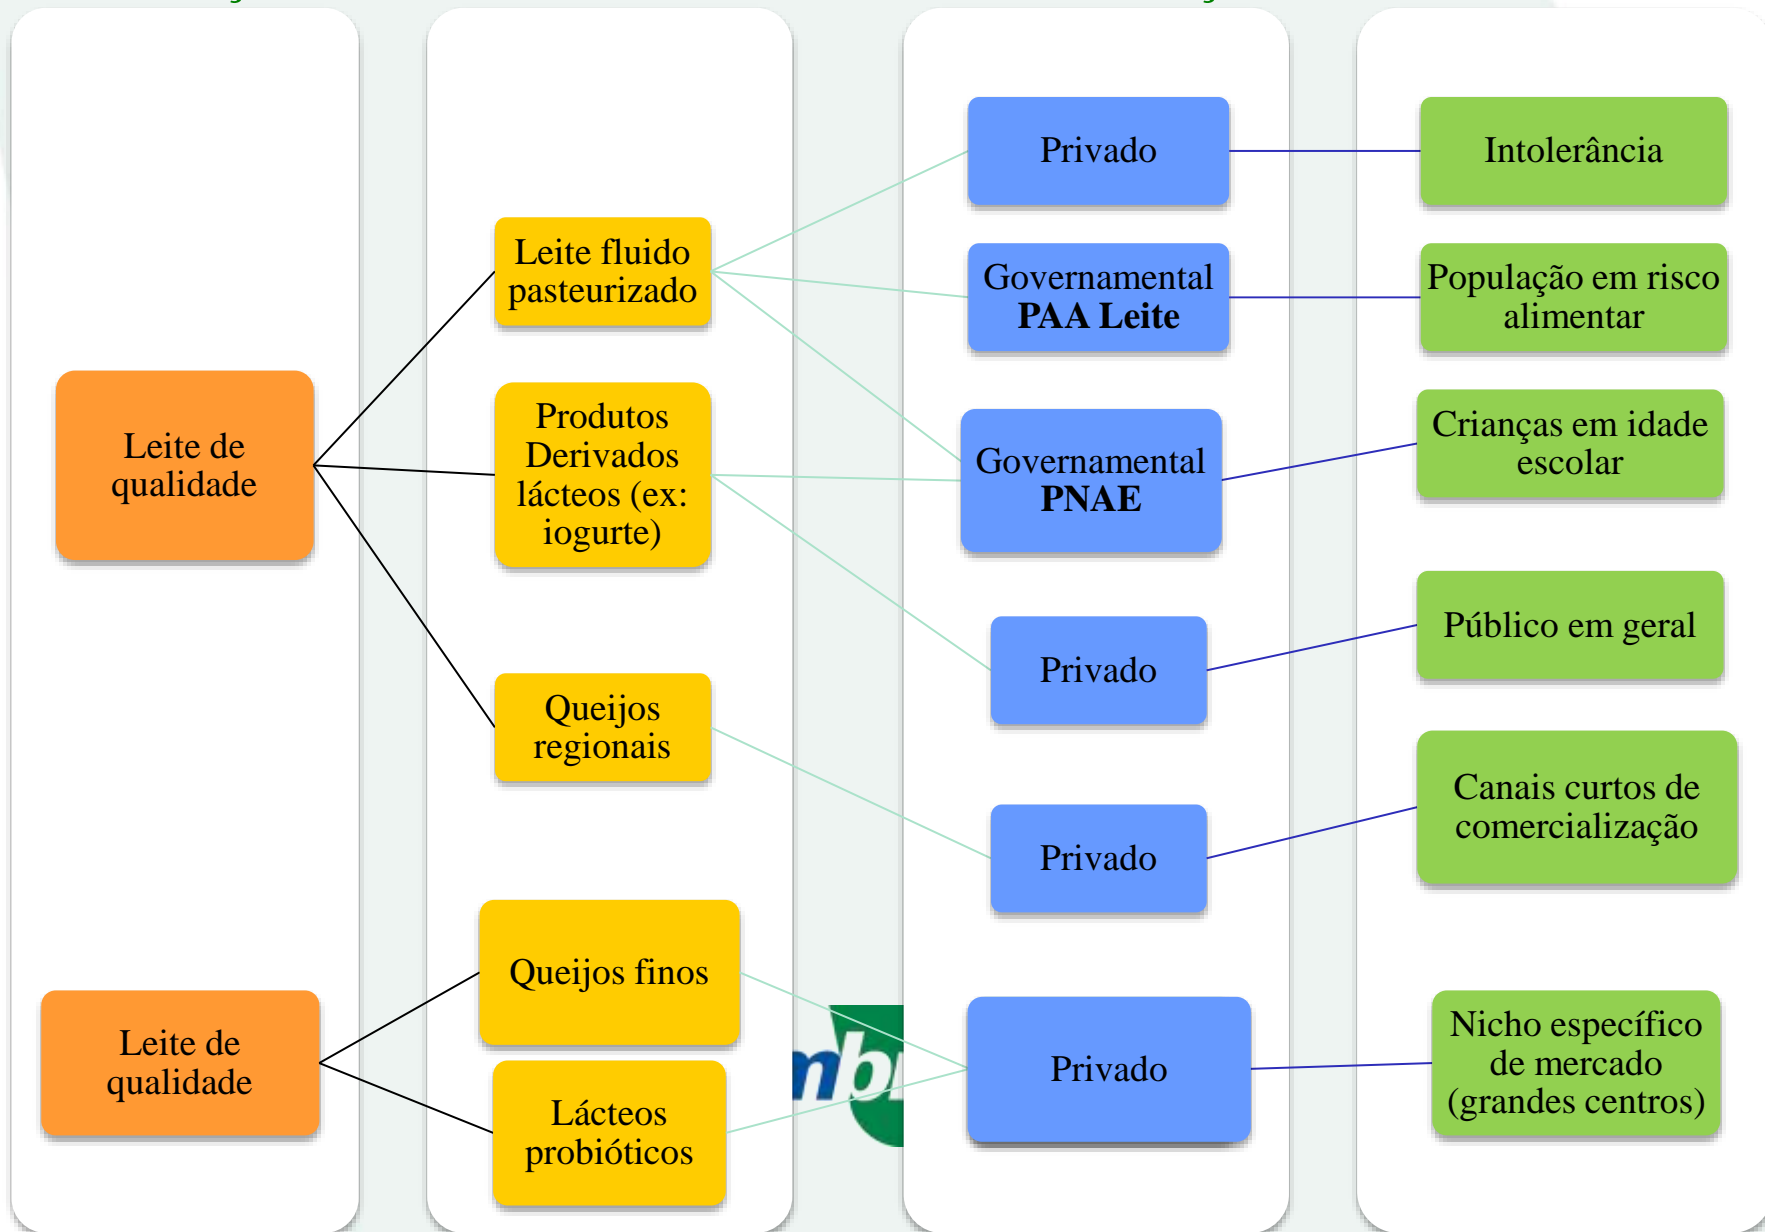 Leite de
qualidade
Leite de
qualidade
Leite fluido
pasteurizado
Produtos
Derivados
lácteos (ex:
iogurte)
Queijos
regionais
Queijos finos
Lácteos
probióticos
Privado
Governamental
PAA Leite
Governamental
PNAE
Privado
Privado
Privado
Intolerância
População em risco
alimentar
Crianças em idade
escolar
Público em geral
Canais curtos de
comercialização
Nicho específico
de mercado
(grandes centros)